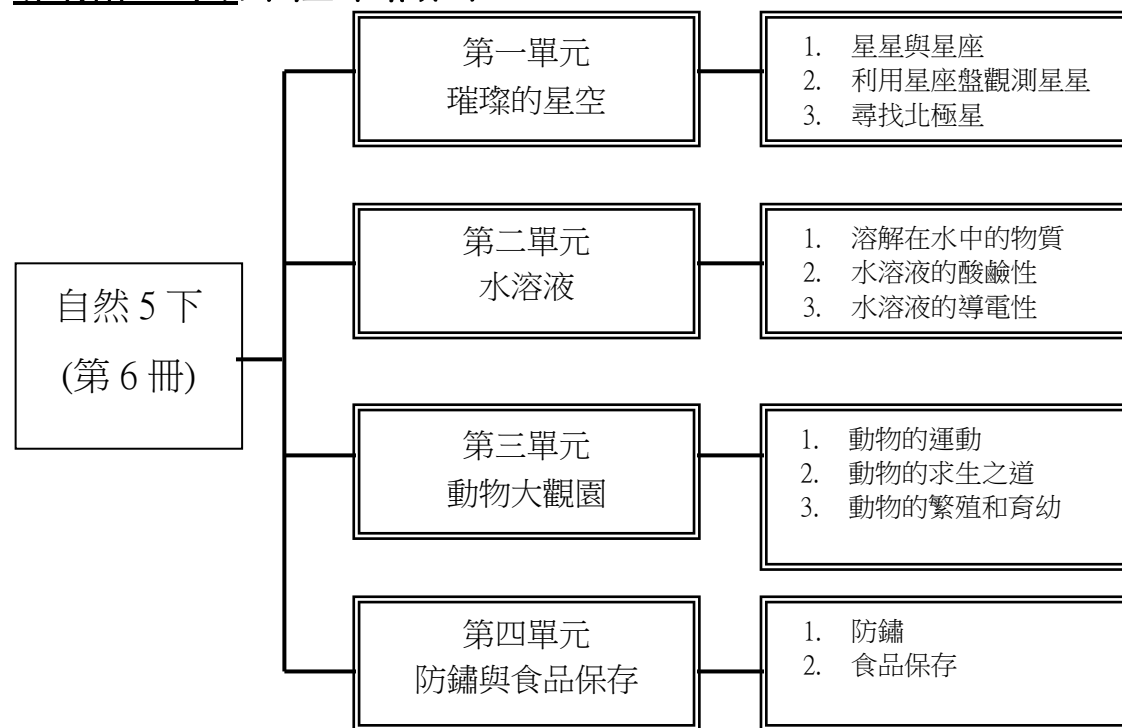 第一單元
璀璨的星空
1. 星星與星座
2. 利用星座盤觀測星星
3. 尋找北極星
第二單元
水溶液
1. 溶解在水中的物質
2. 水溶液的酸鹼性
3. 水溶液的導電性
自然 5 下
(第 6 冊)
第三單元
動物大觀園
1. 動物的運動
2. 動物的求生之道
3. 動物的繁殖和育幼
第四單元
防鏽與食品保存
1. 防鏽
2. 食品保存